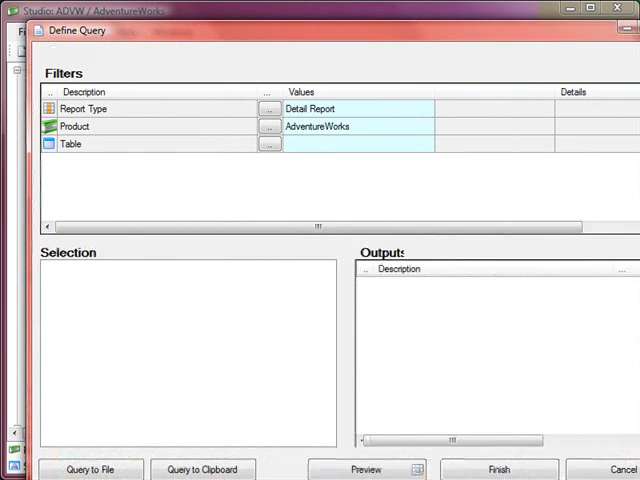 Studio: ADVW / AdventureWorks
Define Query
Filters
.. Description ... Values Details
Report Type .. Detail Report
Product .. AdventureWorks
Table ..
Selection
Outputs
.. Description ...
Query to File Query to Clipboard Preview Finish Cancel